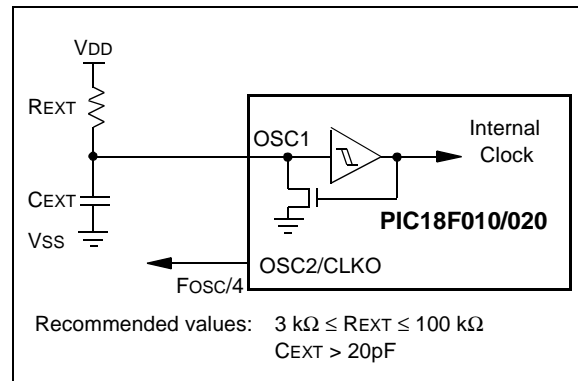 VDD
REXT
OSC1
Internal
Clock
CEXT
PIC18F010/020
VSS
OSC2/CLKO
FOSC/4
Recommended values: 3 kΩ ≤ REXT ≤ 100 kΩ
CEXT > 20pF